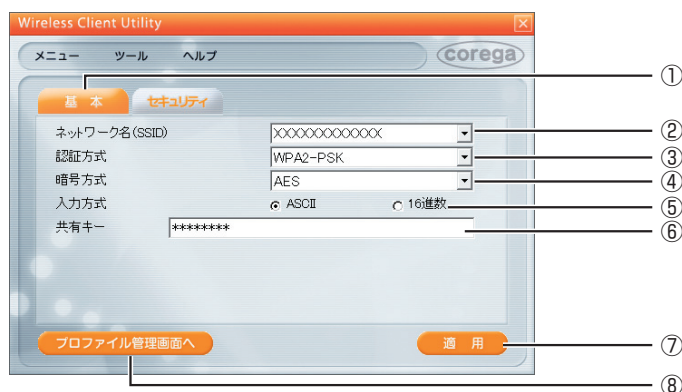 Wireless Client Utility
メニュー ツール ヘルプ corega
①
基 本 セキュリティ
ネットワーク名(SSID) XXXXXXXXXXXXX ②
認証方式 WPA2-PSK ③
暗号方式 AES ④
入力方式 ASCII 16進数 ⑤
共有キー ******** ⑥
プロファイル管理画面へ 適 用 ⑦
⑧